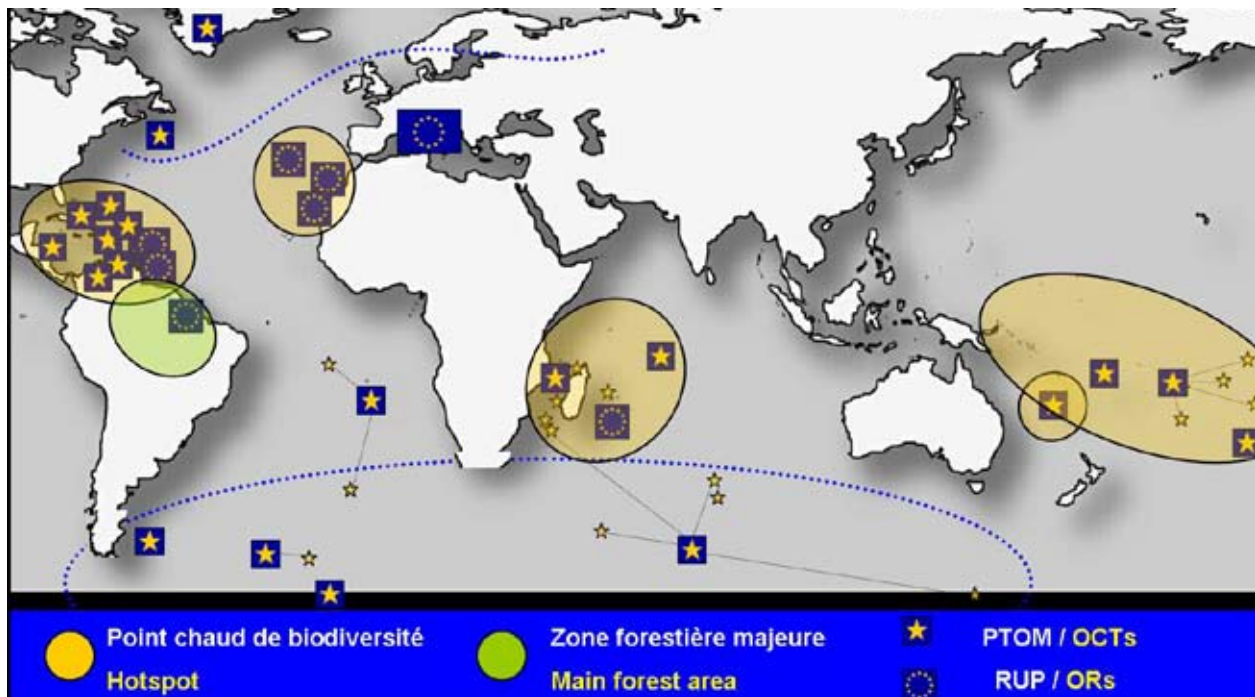 Point chaud de biodiversité
Hotspot
Zone forestière majeure
Main forest area
PTOM / OCTs
RUP / ORs